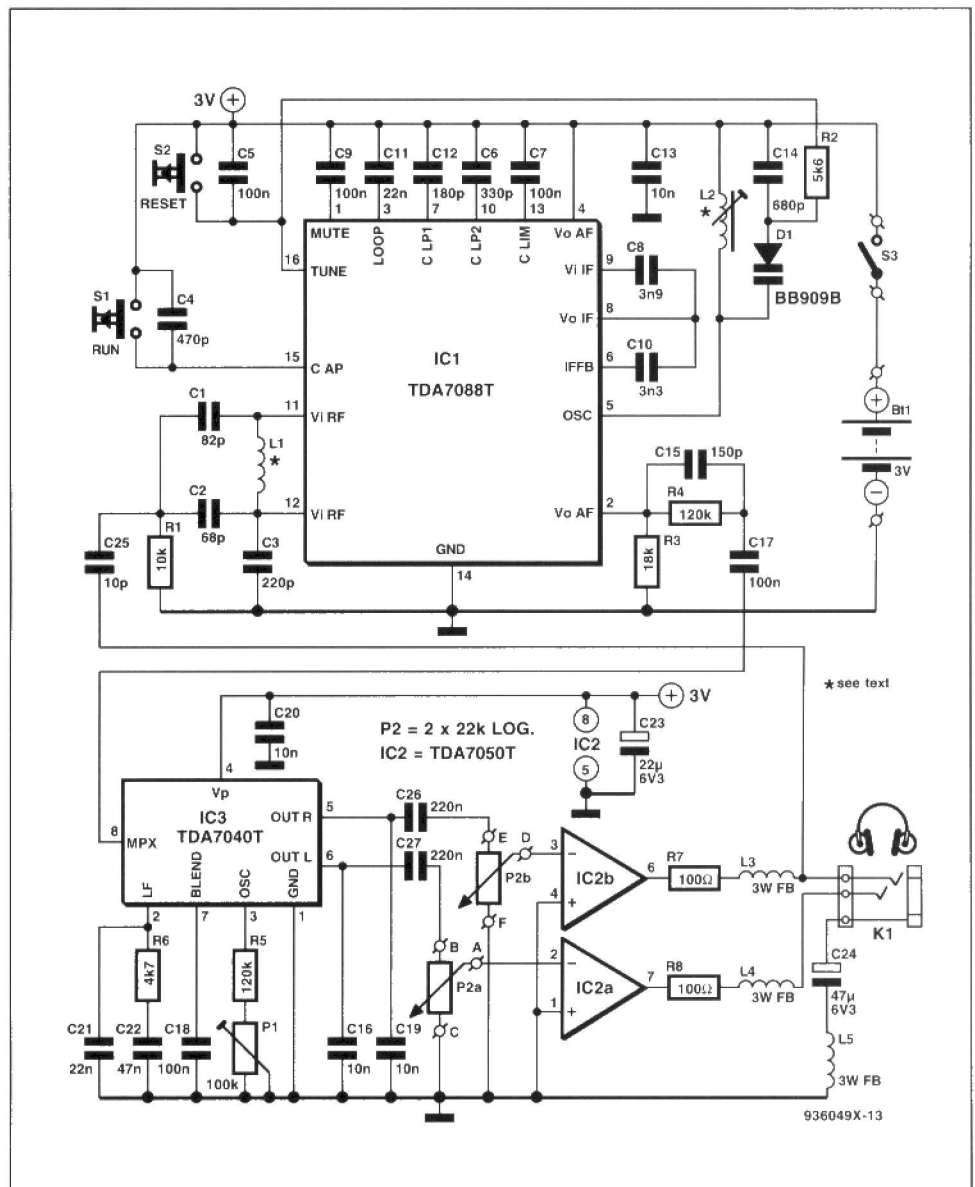 3V
S2
RESET
C5
100n
C9
100n
C11
22n
C12
180p
C6
330p
C7
100n
C13
10n
L2
*
C14
680p
R2
5k6
D1
BB909B
S3
1
3
7
10
13
4
MUTE
LOOP
C LP1
C LP2
C LIM
Vo AF
16
TUNE
9
Vi IF
C8
3n9
8
Vo IF
S1
RUN
C4
470p
15
C AP
IC1
TDA7088T
6
IFFB
C10
3n3
5
OSC
C1
82p
11
Vi RF
L1
*
Bt1
3V
C2
68p
12
Vi RF
C15
150p
2
Vo AF
R4
120k
C25
10p
R1
10k
C3
220p
GND
14
R3
18k
C17
100n
* see text
C20
10n
P2 = 2 x 22k LOG.
IC2 = TDA7050T
8
IC2
5
3V
C23
22µ
6V3
4
Vp
IC3
TDA7040T
8
MPX
OUT R
5
OUT L
6
LF
BLEND
OSC
GND
2
7
3
1
C26
220n
C27
220n
E
D
P2b
F
B
A
P2a
C
3
–
4
+
IC2b
6
R7
100Ω
L3
3W FB
2
–
1
+
IC2a
7
R8
100Ω
L4
3W FB
K1
C24
47µ
6V3
L5
3W FB
R6
4k7
R5
120k
C21
22n
C22
47n
C18
100n
P1
100k
C16
10n
C19
10n
936049X-13